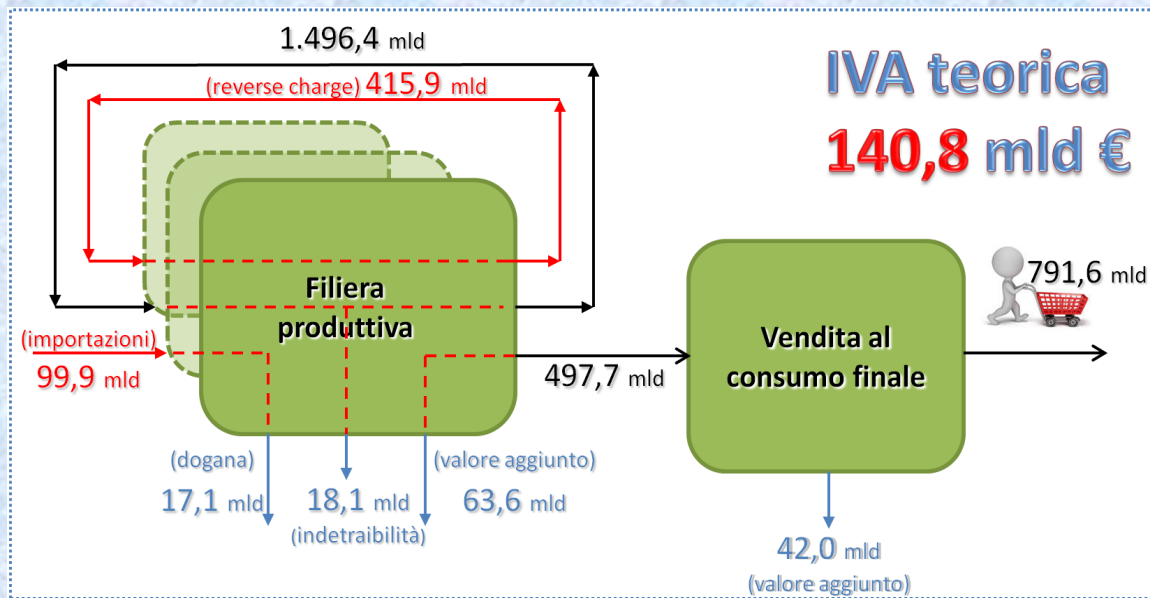 1.496,4 mld
(reverse charge) 415,9 mld
IVA teorica
140,8 mld €
Filiera
produttiva
(importazioni)
99,9 mld
497,7 mld
Vendita al
consumo finale
791,6 mld
(dogana)
17,1 mld
18,1 mld
(indetraibilità)
(valore aggiunto)
63,6 mld
42,0 mld
(valore aggiunto)